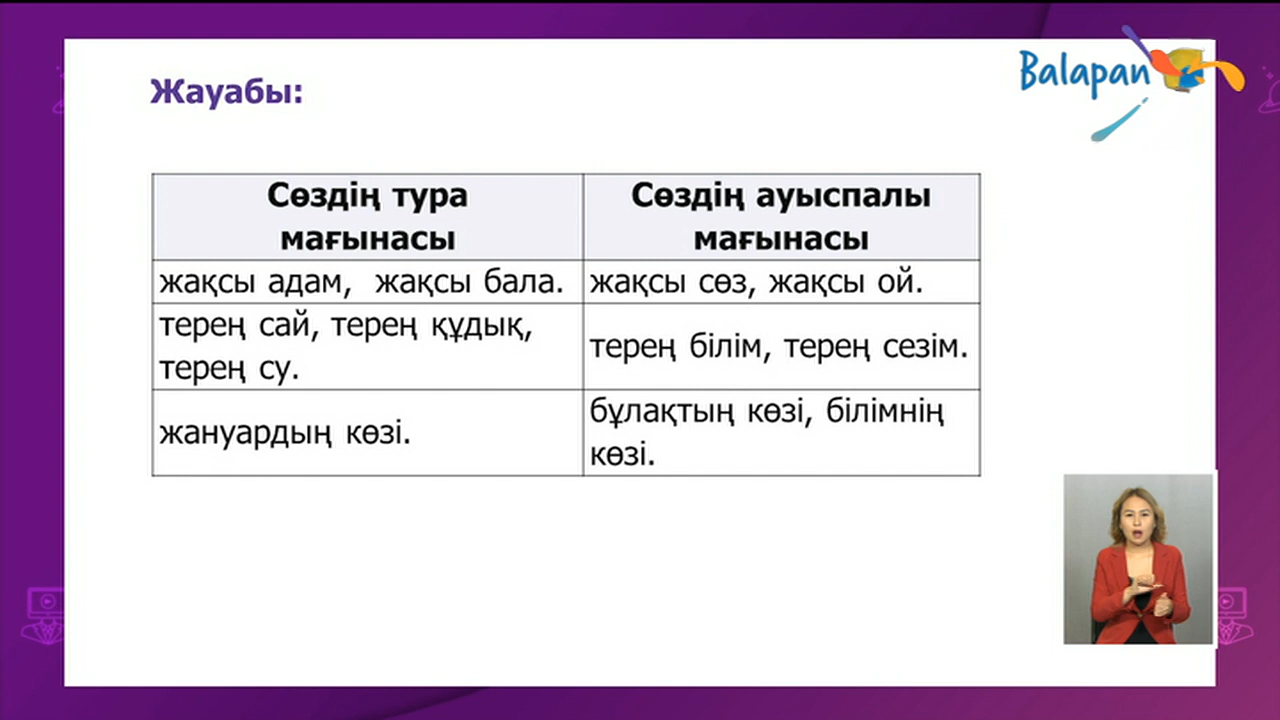 Balapan
Жауабы:
Сөздің тура
мағынасы
Сөздің ауыспалы
мағынасы
жақсы адам, жақсы бала.
жақсы сөз, жақсы ой.
терең сай, терең құдық,
терең су.
терең білім, терең сезім.
жануардың көзі.
бұлақтың көзі, білімнің
көзі.